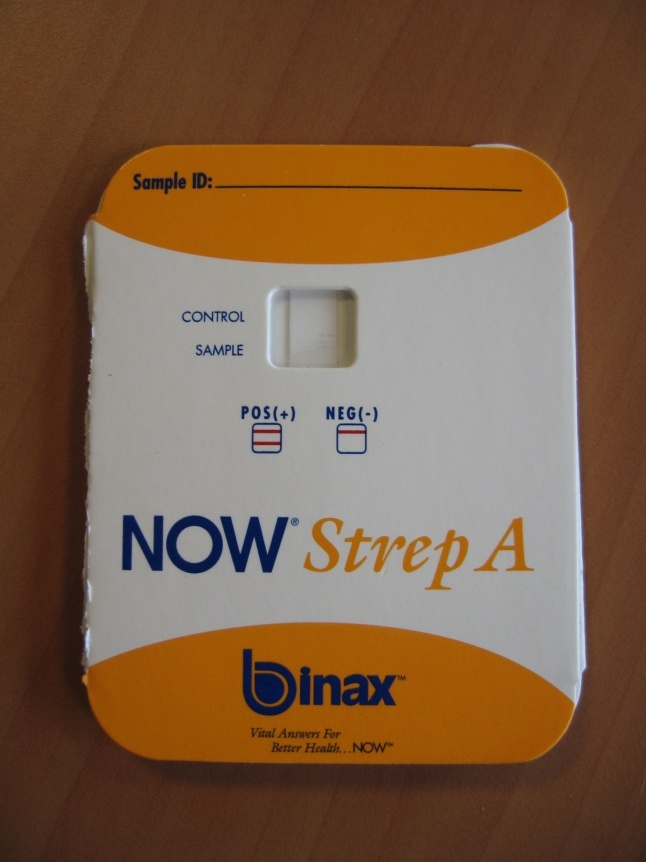 Sample ID:
CONTROL
SAMPLE
POS(+) NEG(-)
NOW® Strep A
binax™
Vital Answers For
Better Health...NOW™